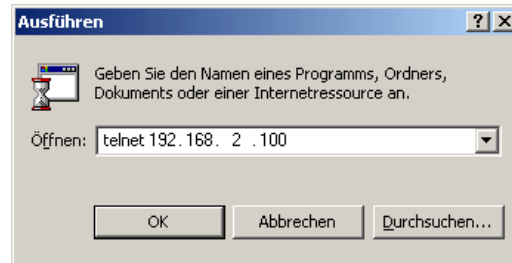 Ausführen
Geben Sie den Namen eines Programms, Ordners,
Dokuments oder einer Internetressource an.
Öffnen: telnet 192.168. 2 .100
OK Abbrechen Durchsuchen...